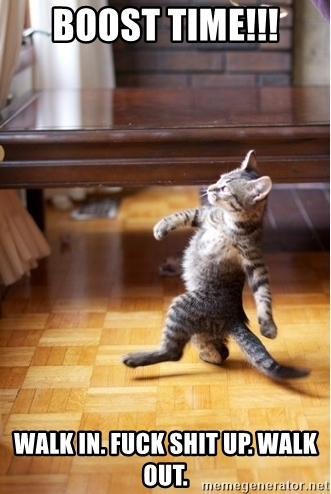 BOOST TIME!!!
WALK IN. FUCK SHIT UP. WALK
OUT.
memegenerator.net